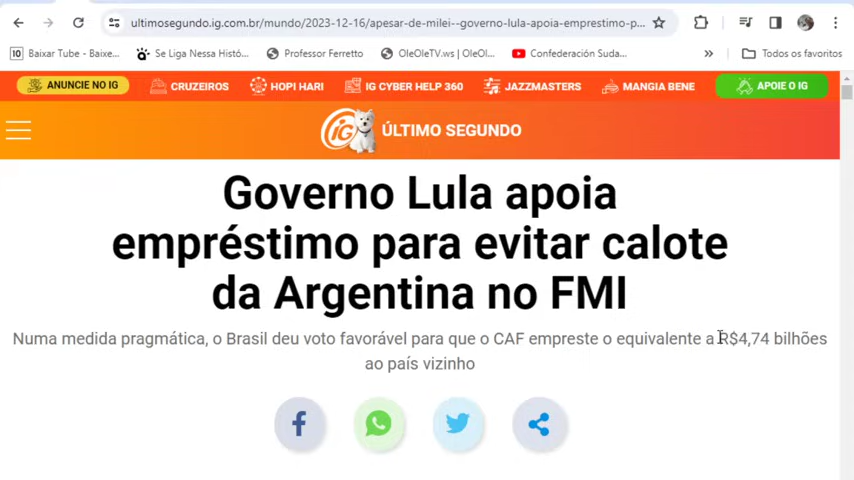 ultimosegundo.ig.com.br/mundo/2023-12-16/apesar-de-milei--governo-lula-apoia-emprestimo-p...
Baixar Tube - Baixe... Se Liga Nessa Histó... Professor Ferretto OleOleTV.ws | OleOl... Confederación Suda... » Todos os favoritos
ANUNCIE NO IG CRUZEIROS HOPI HARI IG CYBER HELP 360 JAZZMASTERS MANGIA BENE APOIE O IG
iG ÚLTIMO SEGUNDO
Governo Lula apoia
empréstimo para evitar calote
da Argentina no FMI
Numa medida pragmática, o Brasil deu voto favorável para que o CAF empreste o equivalente a R$4,74 bilhões
ao país vizinho